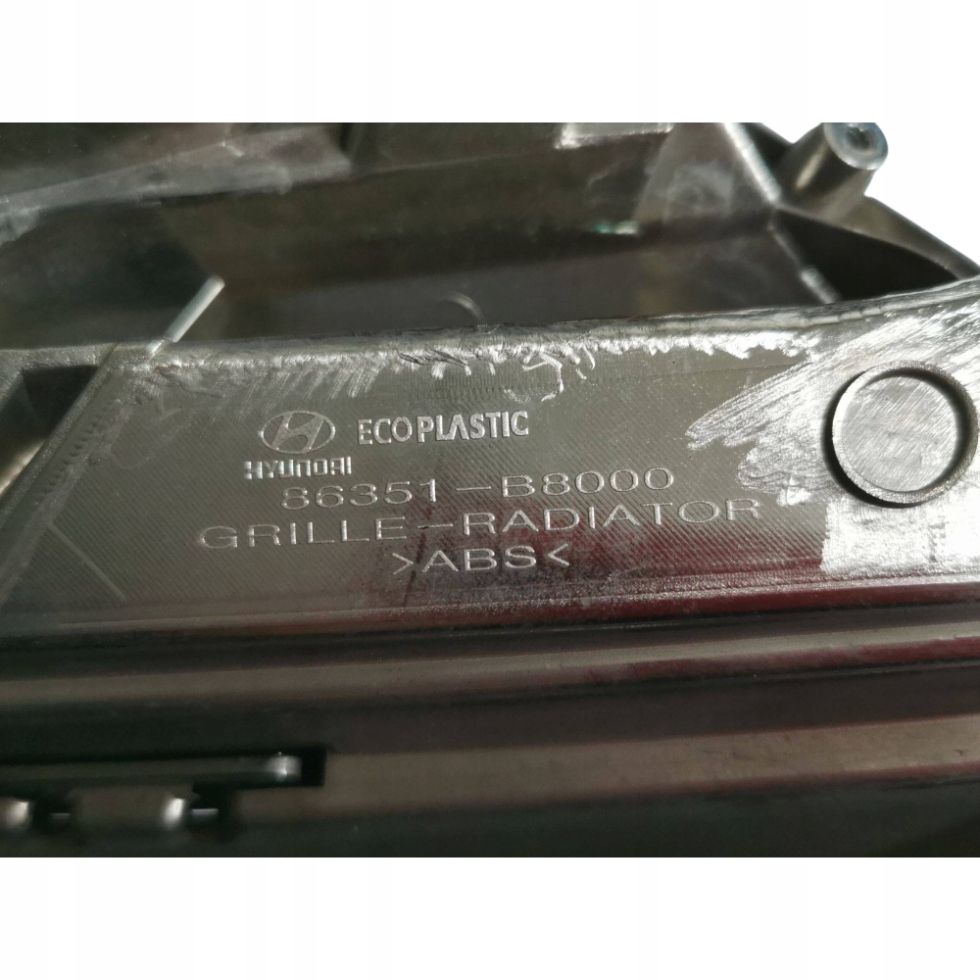 ECOPLASTIC
HYUNDAI
86351-B8000
GRILLE-RADIATOR
>ABS<